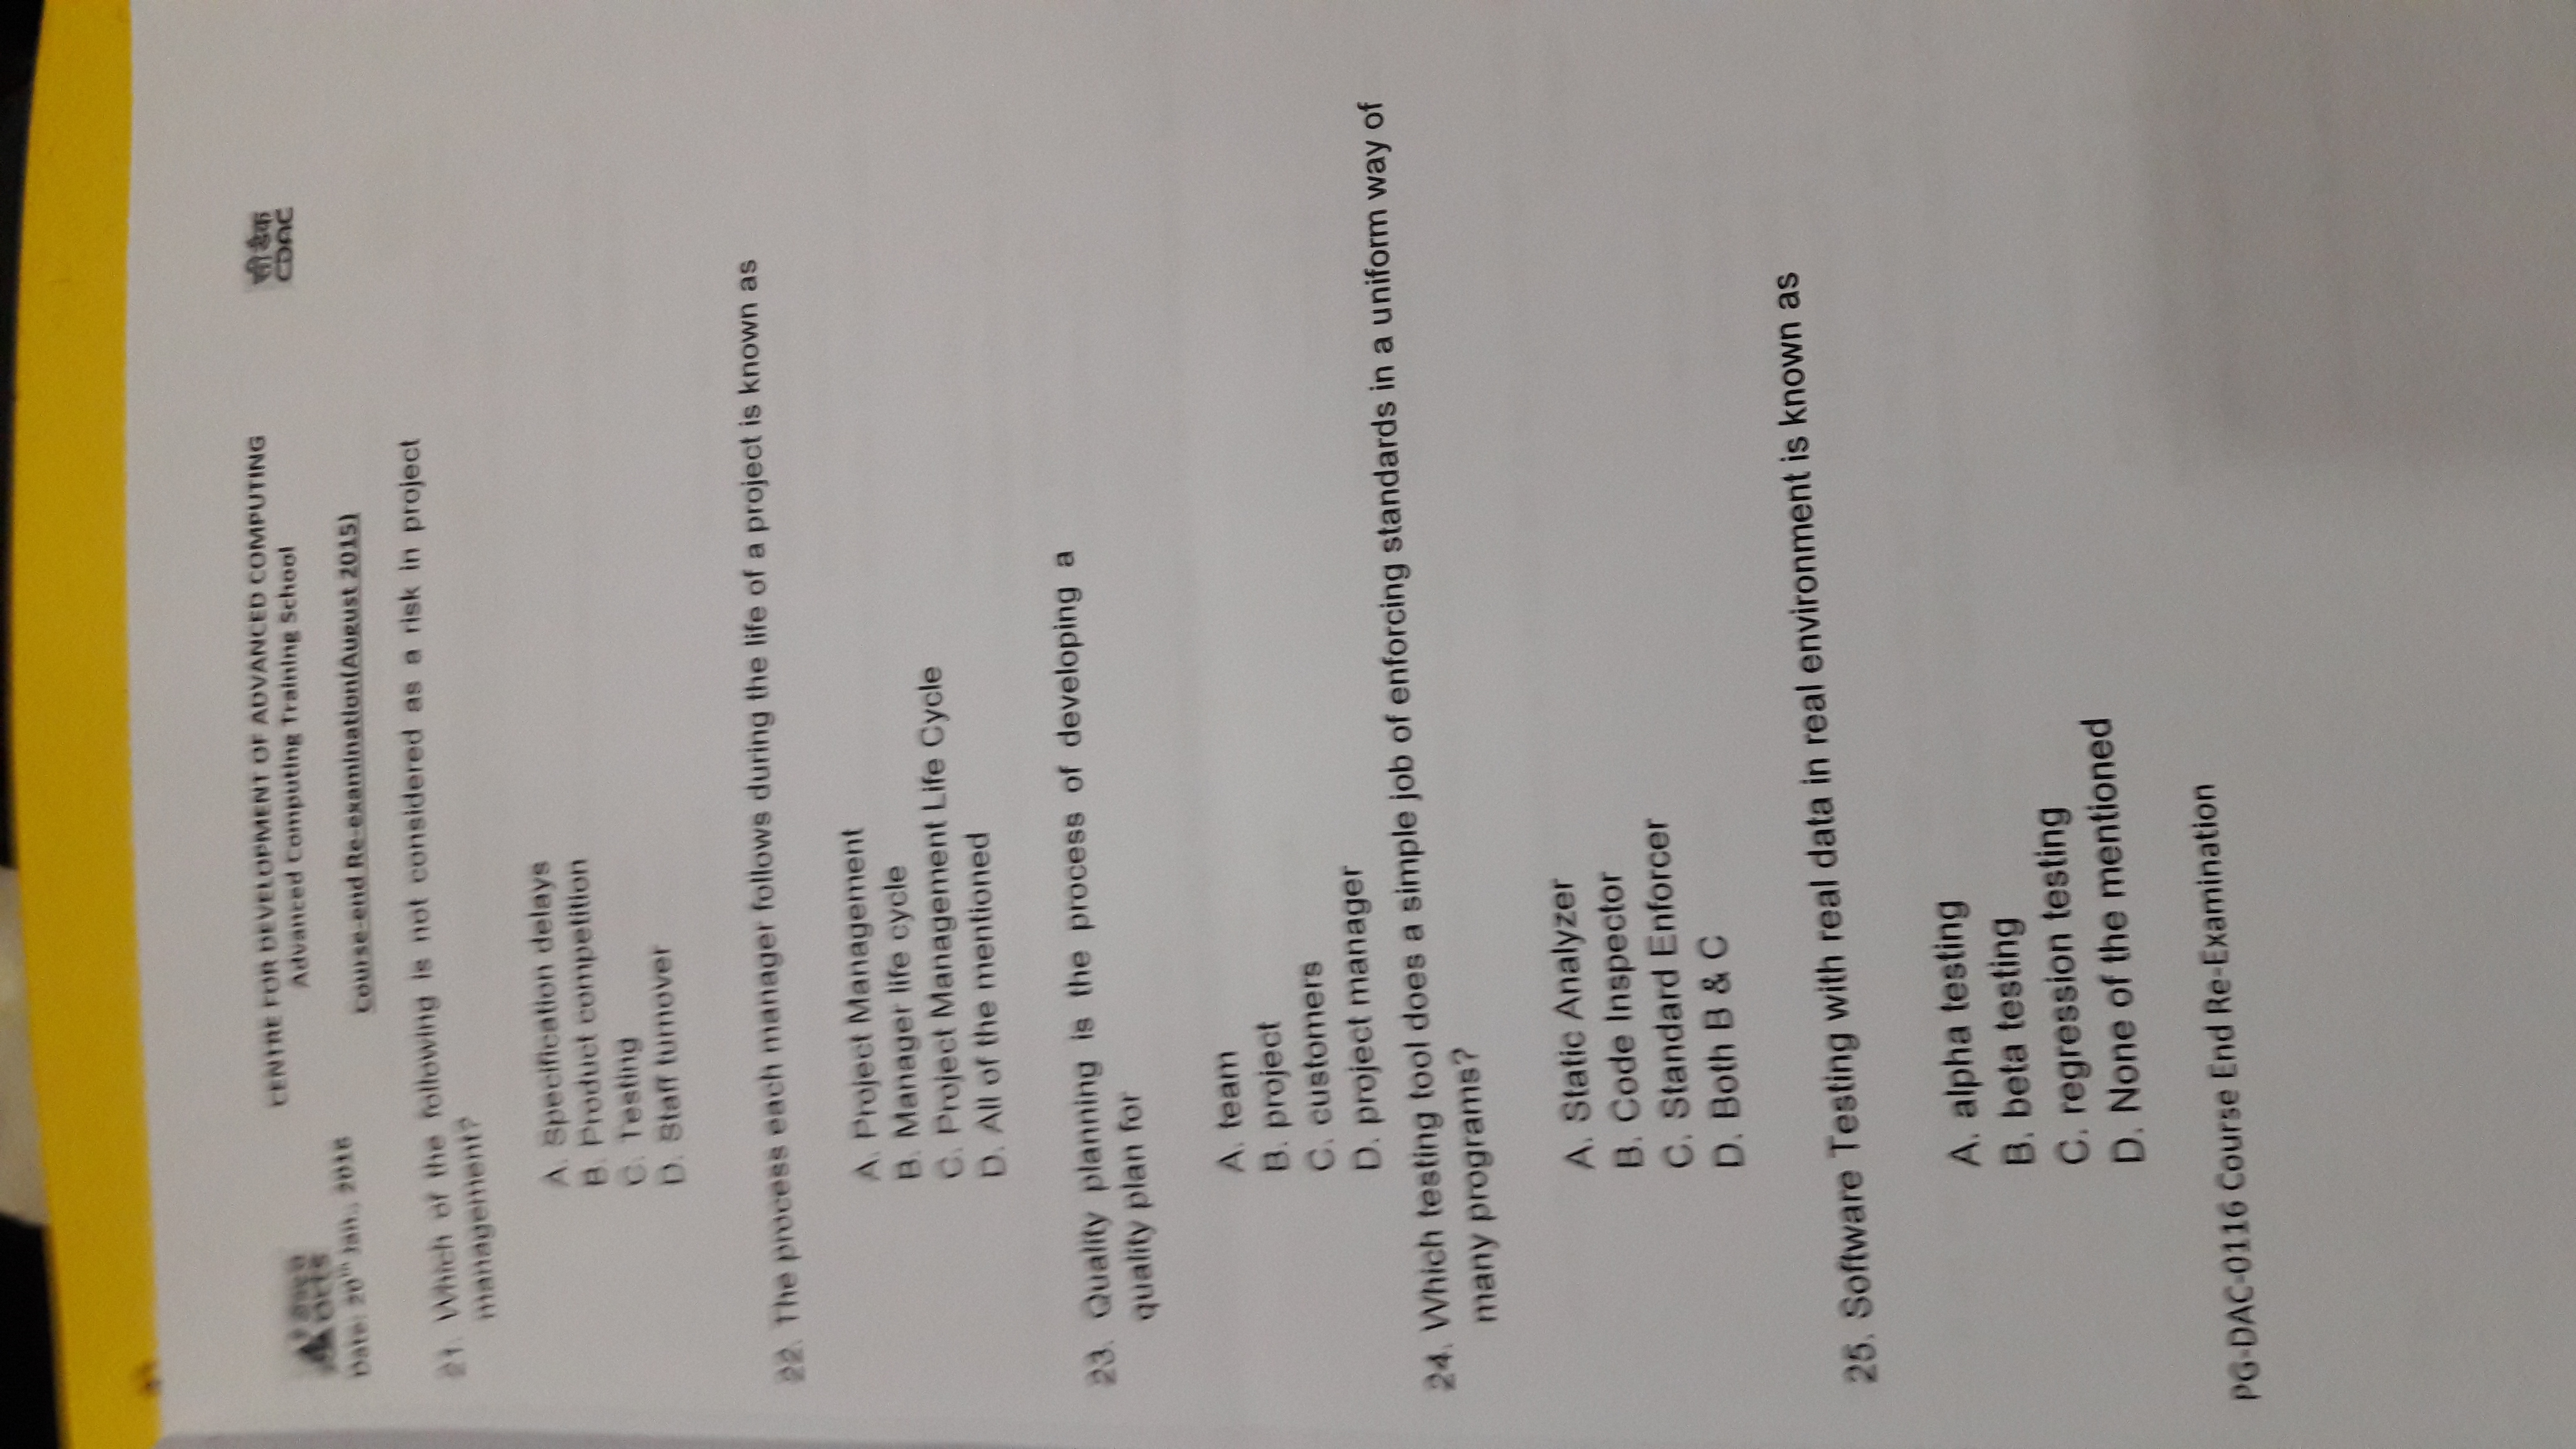 CENTRE FOR DEVELOPMENT OF ADVANCED COMPUTING
Advanced Computing Training School
सी डैक
CDAC
acts
Date: 20th Jan., 2016
Course-end Re-examination(August 2015)
21. Which of the following is not considered as a risk in project
management?
A. Specification delays
B. Product competition
C. Testing
D. Staff turnover
22. The process each manager follows during the life of a project is known as
A. Project Management
B. Manager life cycle
C. Project Management Life Cycle
D. All of the mentioned
23. Quality planning is the process of developing a
quality plan for
A. team
B. project
C. customers
D. project manager
24. Which testing tool does a simple job of enforcing standards in a uniform way of
many programs?
A. Static Analyzer
B. Code Inspector
C. Standard Enforcer
D. Both B & C
25. Software Testing with real data in real environment is known as
A. alpha testing
B. beta testing
C. regression testing
D. None of the mentioned
PG-DAC-0116 Course End Re-Examination